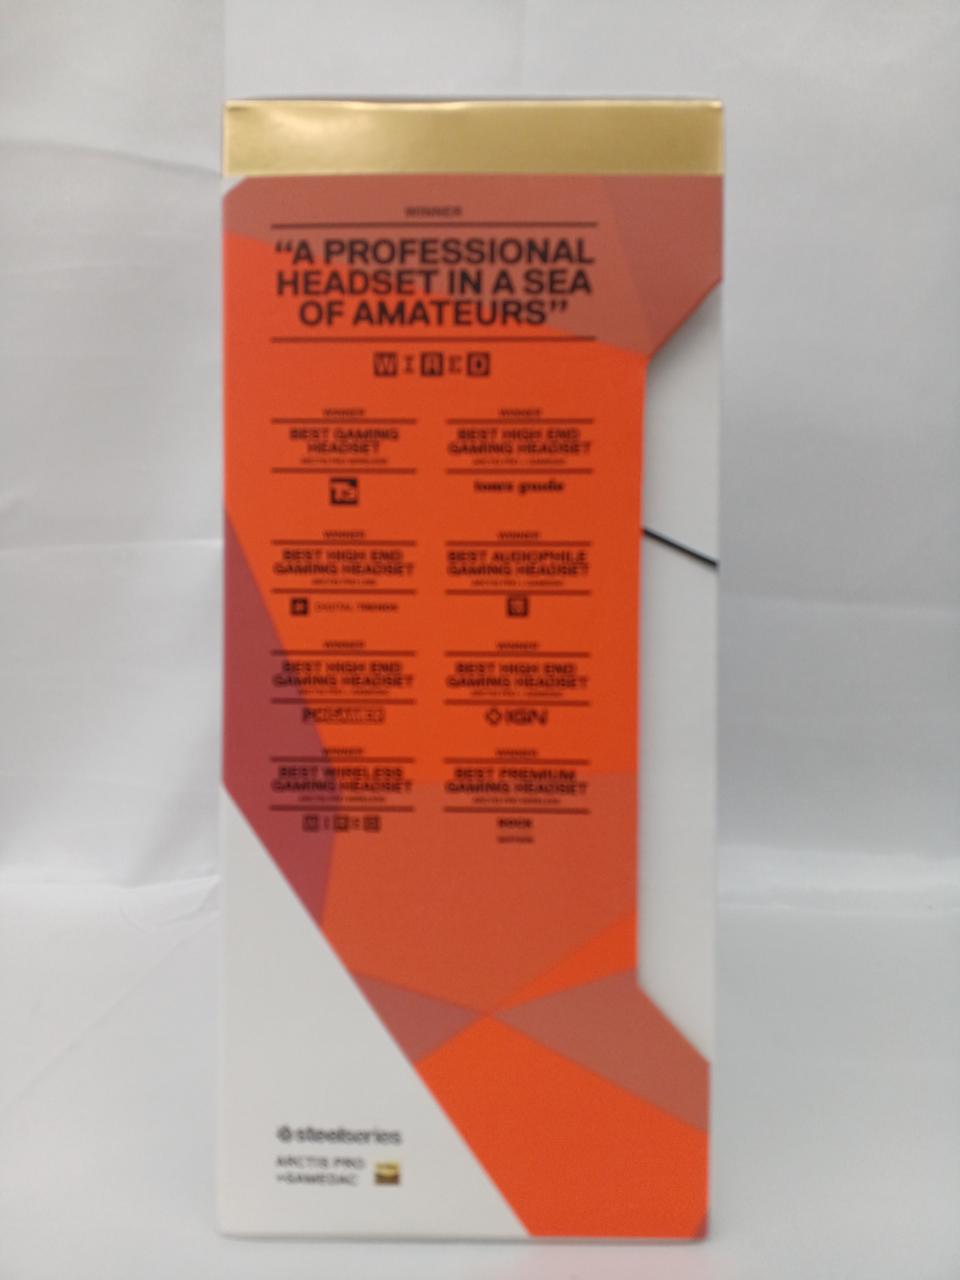 WINNER
“A PROFESSIONAL
HEADSET IN A SEA
OF AMATEURS”
WIRED
WINNER
BEST GAMING
HEADSET
WINNER
BEST HIGH END
GAMING HEADSET
tom's guide
WINNER
BEST HIGH END
GAMING HEADSET
DIGITAL TRENDS
WINNER
BEST AUDIOPHILE
GAMING HEADSET
WINNER
BEST HIGH END
GAMING HEADSET
PCGAMER
WINNER
BEST HIGH END
GAMING HEADSET
IGN
WINNER
BEST WIRELESS
GAMING HEADSET
WIRED
WINNER
BEST PREMIUM
GAMING HEADSET
ROCK
steelseries
ARCTIS PRO
+GAMEDAC